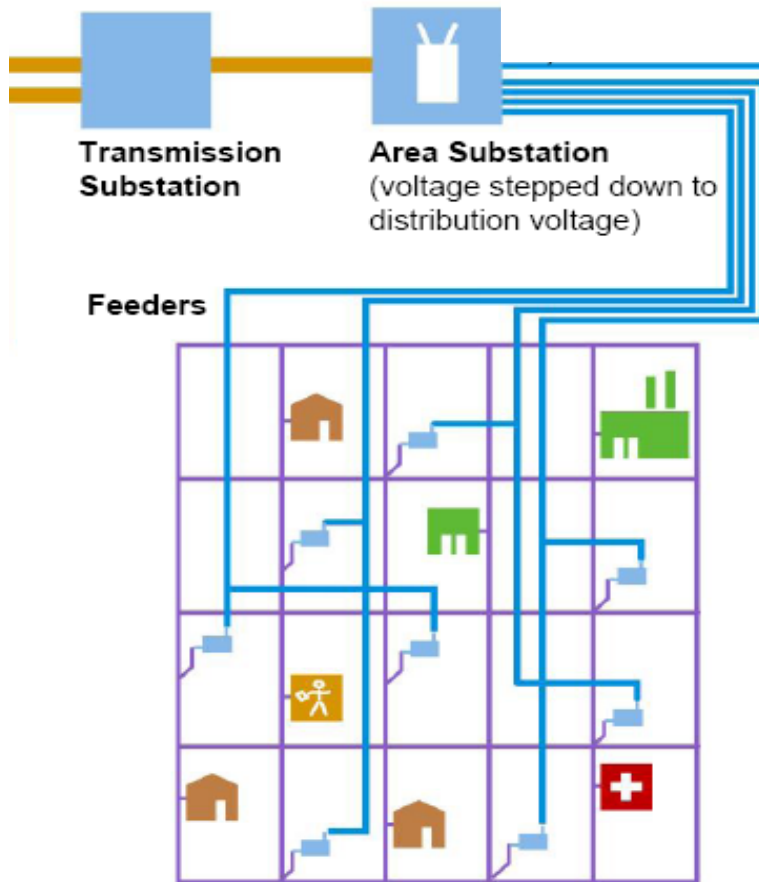 Transmission
Substation
Area Substation
(voltage stepped down to
distribution voltage)
Feeders